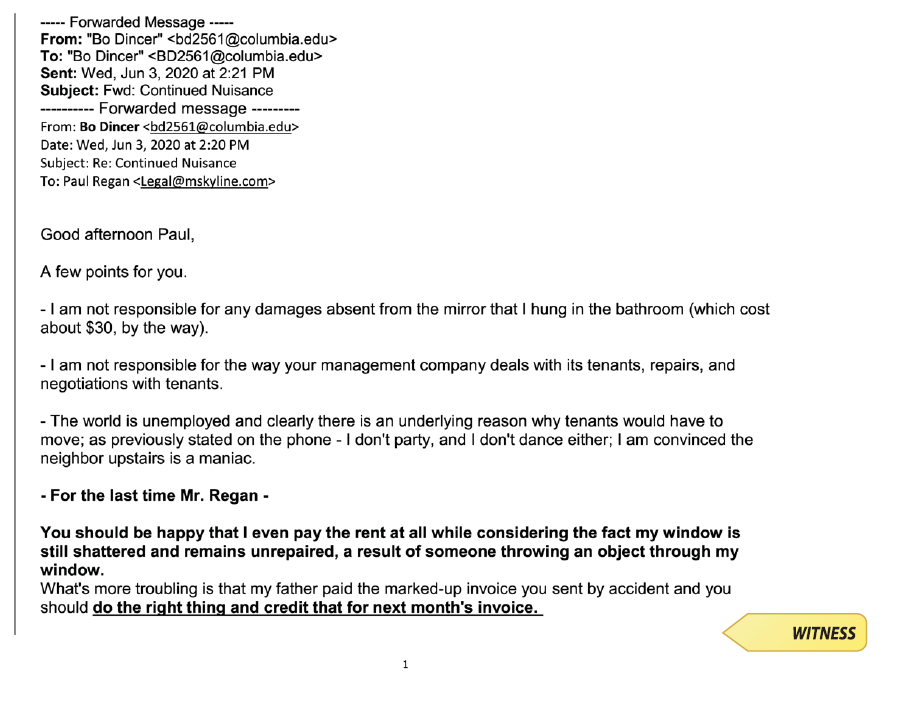 ----- Forwarded Message -----
From: "Bo Dincer" <bd2561@columbia.edu>
To: "Bo Dincer" <BD2561@columbia.edu>
Sent: Wed, Jun 3, 2020 at 2:21 PM
Subject: Fwd: Continued Nuisance
---------- Forwarded message ---------
From: Bo Dincer <bd2561@columbia.edu>
Date: Wed, Jun 3, 2020 at 2:20 PM
Subject: Re: Continued Nuisance
To: Paul Regan <Legal@mskyline.com>
Good afternoon Paul,
A few points for you.
- I am not responsible for any damages absent from the mirror that I hung in the bathroom (which cost
about $30, by the way).
- I am not responsible for the way your management company deals with its tenants, repairs, and
negotiations with tenants.
- The world is unemployed and clearly there is an underlying reason why tenants would have to
move; as previously stated on the phone - I don't party, and I don't dance either; I am convinced the
neighbor upstairs is a maniac.
- For the last time Mr. Regan -
You should be happy that I even pay the rent at all while considering the fact my window is
still shattered and remains unrepaired, a result of someone throwing an object through my
window.
What's more troubling is that my father paid the marked-up invoice you sent by accident and you
should do the right thing and credit that for next month's invoice.
WITNESS
1